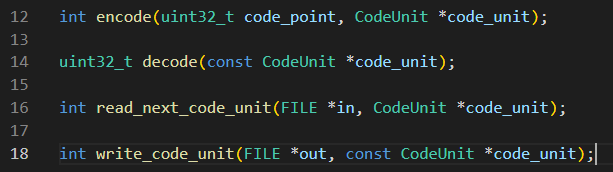 12 int encode(uint32_t code_point, CodeUnit *code_unit);
13
14 uint32_t decode(const CodeUnit *code_unit);
15
16 int read_next_code_unit(FILE *in, CodeUnit *code_unit);
17
18 int write_code_unit(FILE *out, const CodeUnit *code_unit);